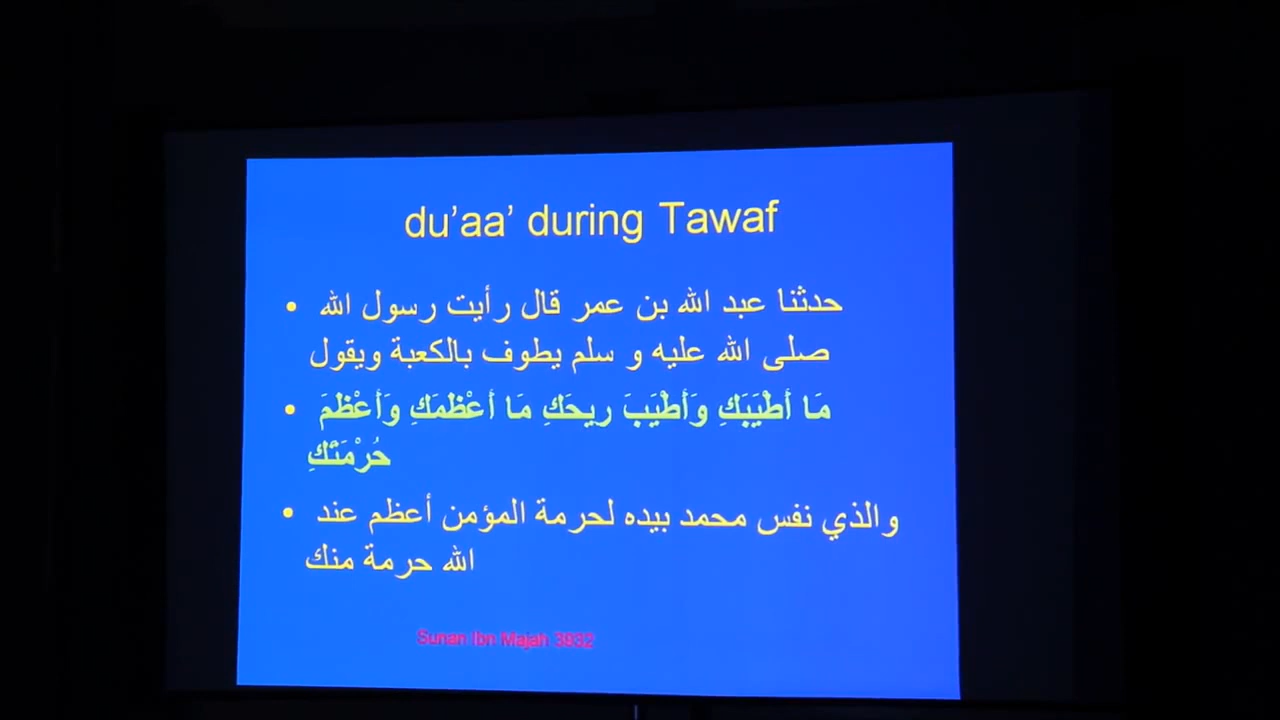 du’aa’ during Tawaf
• حدثنا عبد الله بن عمر قال رأيت رسول الله
صلى الله عليه و سلم يطوف بالكعبة ويقول
• مَا أَطْيَبَكِ وَأَطْيَبَ رِيحَكِ مَا أَعْظَمَكِ وَأَعْظَمَ
حُرْمَتَكِ
• والذي نفس محمد بيده لحرمة المؤمن أعظم عند
الله حرمة منك
Sunan Ibn Majah 3932